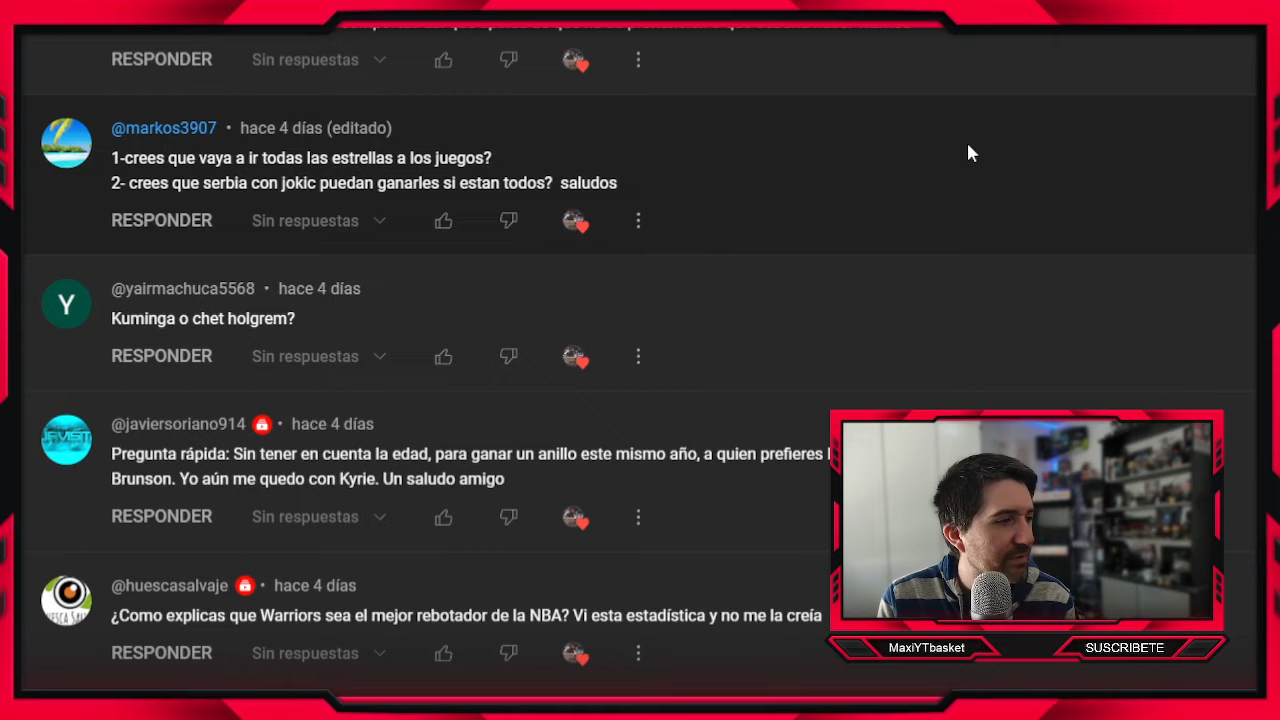 RESPONDER Sin respuestas
@markos3907 • hace 4 días (editado)
1-crees que vaya a ir todas las estrellas a los juegos?
2- crees que serbia con jokic puedan ganarles si estan todos? saludos
RESPONDER Sin respuestas
Y
@yairmachuca5568 • hace 4 días
Kuminga o chet holgrem?
RESPONDER Sin respuestas
@javiersoriano914 • hace 4 días
Pregunta rápida: Sin tener en cuenta la edad, para ganar un anillo este mismo año, a quien prefieres
Brunson. Yo aún me quedo con Kyrie. Un saludo amigo
RESPONDER Sin respuestas
@huescasalvaje • hace 4 días
¿Como explicas que Warriors sea el mejor rebotador de la NBA? Vi esta estadística y no me la creía
RESPONDER Sin respuestas
MaxiYTbasket SUSCRIBETE